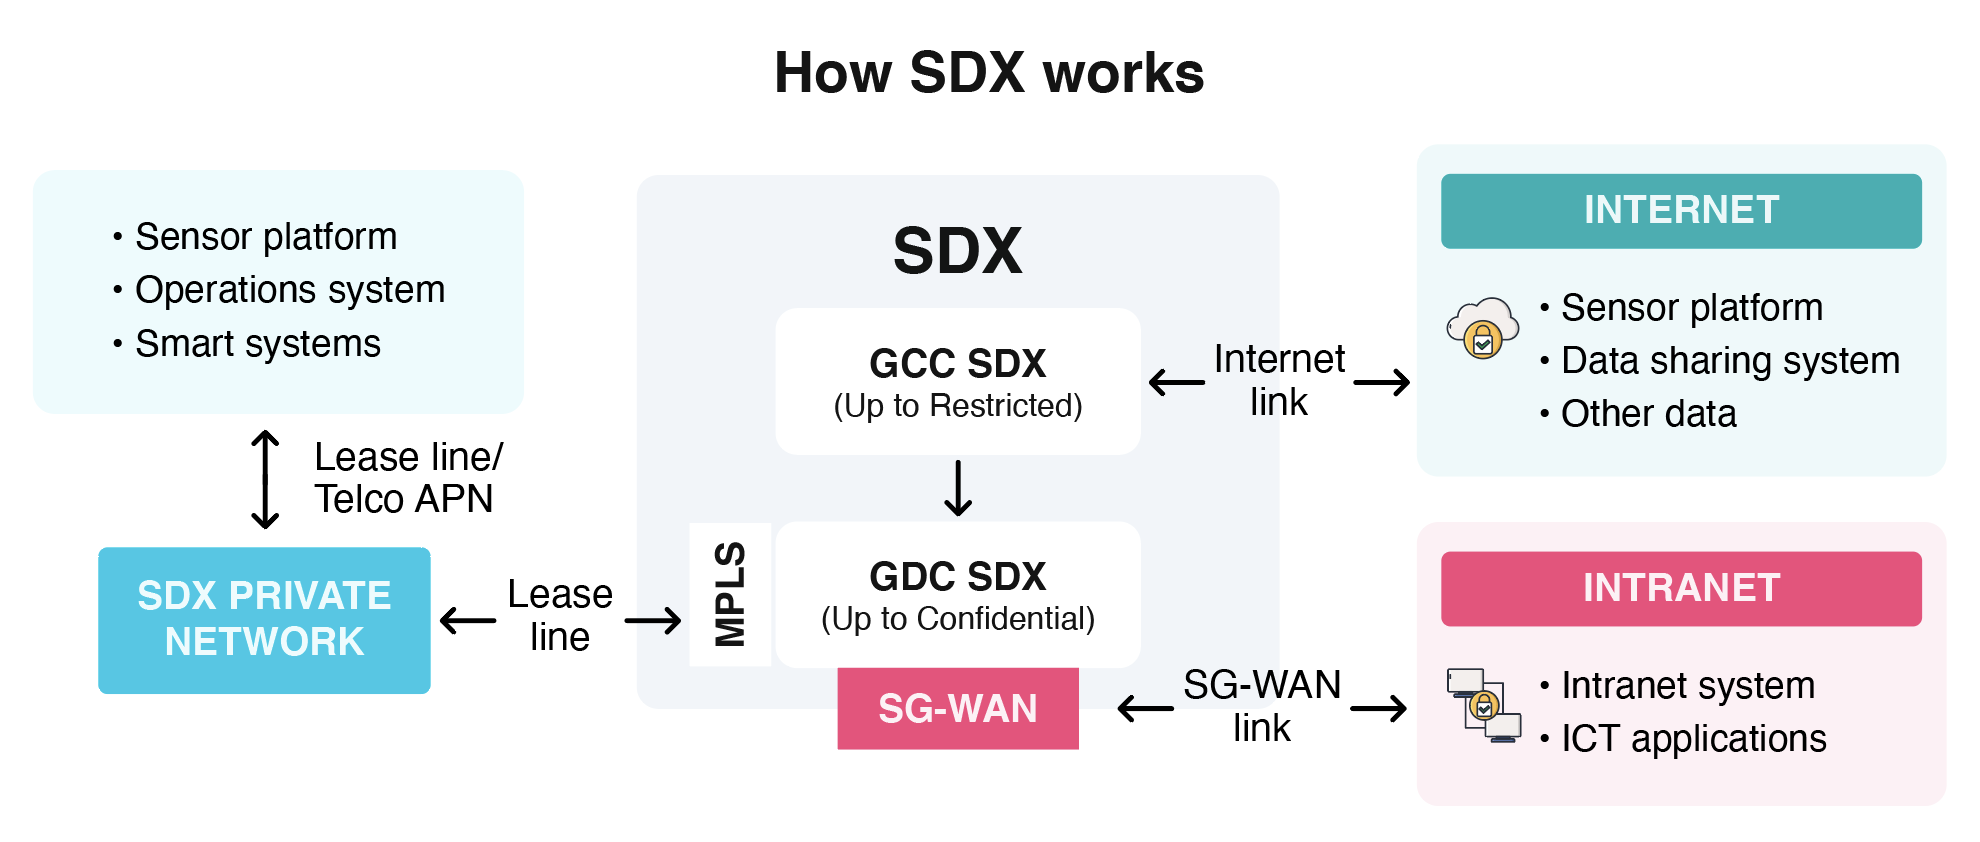 How SDX works
• Sensor platform
• Operations system
• Smart systems
Lease line/
Telco APN
SDX PRIVATE
NETWORK
Lease
line
SDX
GCC SDX
(Up to Restricted)
MPLS
GDC SDX
(Up to Confidential)
SG-WAN
Internet
link
SG-WAN
link
INTERNET
• Sensor platform
• Data sharing system
• Other data
INTRANET
• Intranet system
• ICT applications